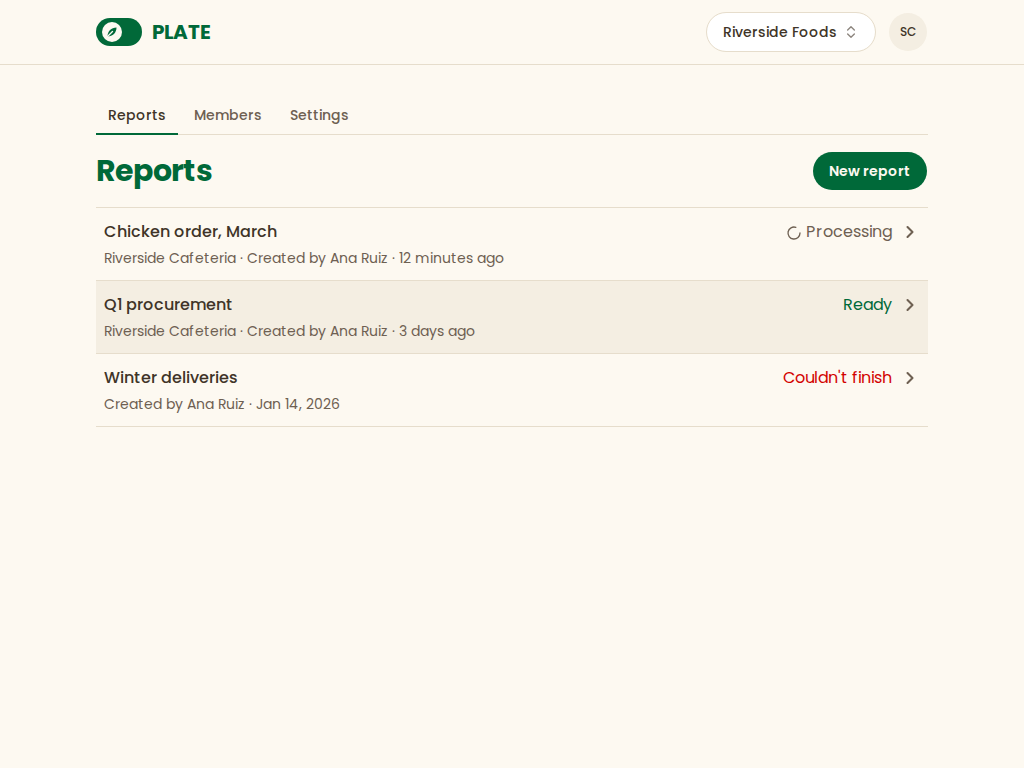 PLATE
Riverside Foods
SC
Reports
Members
Settings
Reports
New report
Chicken order, March
Processing
Riverside Cafeteria · Created by Ana Ruiz · 12 minutes ago
Q1 procurement
Ready
Riverside Cafeteria · Created by Ana Ruiz · 3 days ago
Winter deliveries
Couldn't finish
Created by Ana Ruiz · Jan 14, 2026